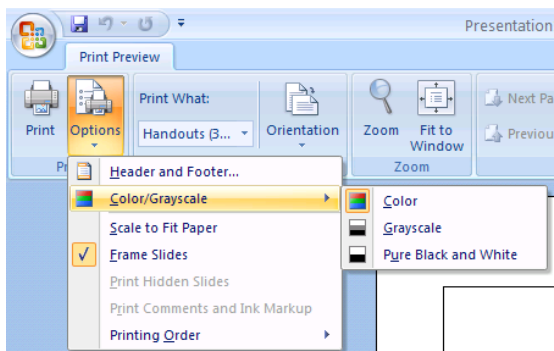 Presentation
Print Preview
Print
Options
Print What:
Handouts (3...
Orientation
Zoom
Fit to
Window
Next Pa
Previou
Pr
Zoom
Header and Footer...
Color/Grayscale
Scale to Fit Paper
Frame Slides
Print Hidden Slides
Print Comments and Ink Markup
Printing Order
Color
Grayscale
Pure Black and White